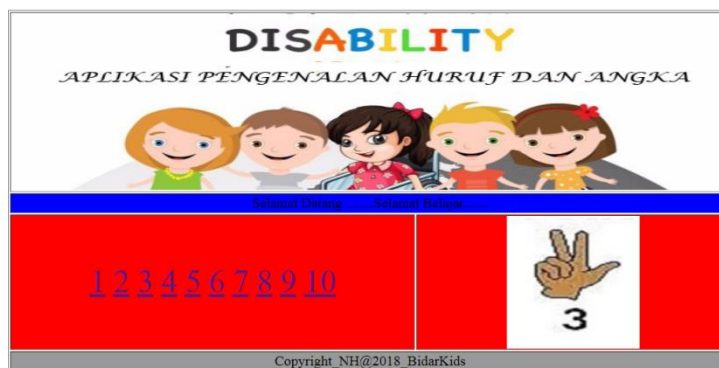 DISABILITY
APLIKASI PENGENALAN HURUF DAN ANGKA
Selamat Datang ........Selamat Belajar......
1 2 3 4 5 6 7 8 9 10
3
Copyright_NH@2018_BidarKids